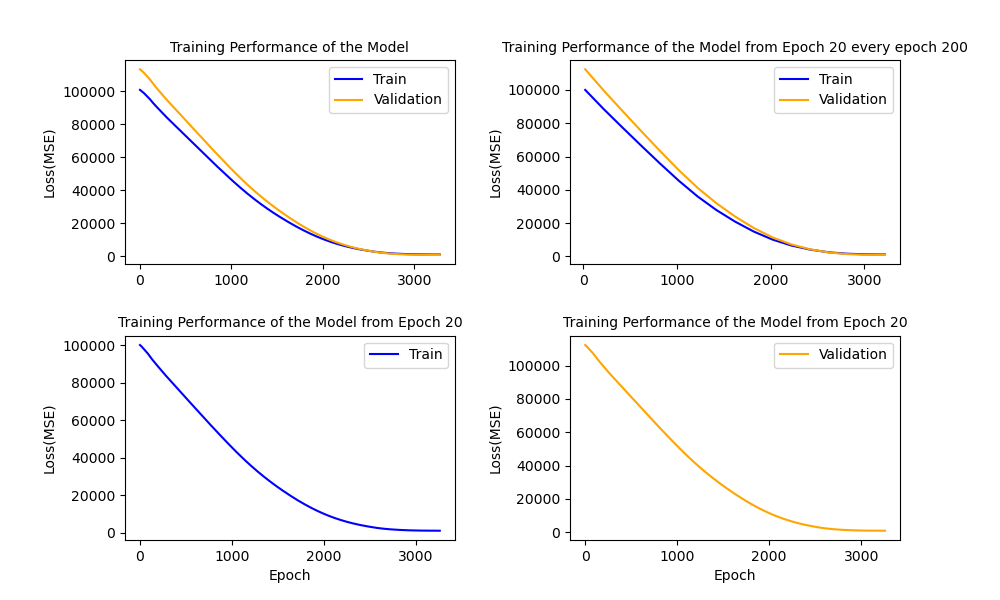 Training Performance of the Model
Loss(MSE)
100000
80000
60000
40000
20000
0
0 1000 2000 3000
Train
Validation
Training Performance of the Model from Epoch 20 every epoch 200
Loss(MSE)
100000
80000
60000
40000
20000
0
0 1000 2000 3000
Train
Validation
Training Performance of the Model from Epoch 20
Loss(MSE)
100000
80000
60000
40000
20000
0
0 1000 2000 3000
Epoch
Train
Training Performance of the Model from Epoch 20
Loss(MSE)
100000
80000
60000
40000
20000
0
0 1000 2000 3000
Epoch
Validation